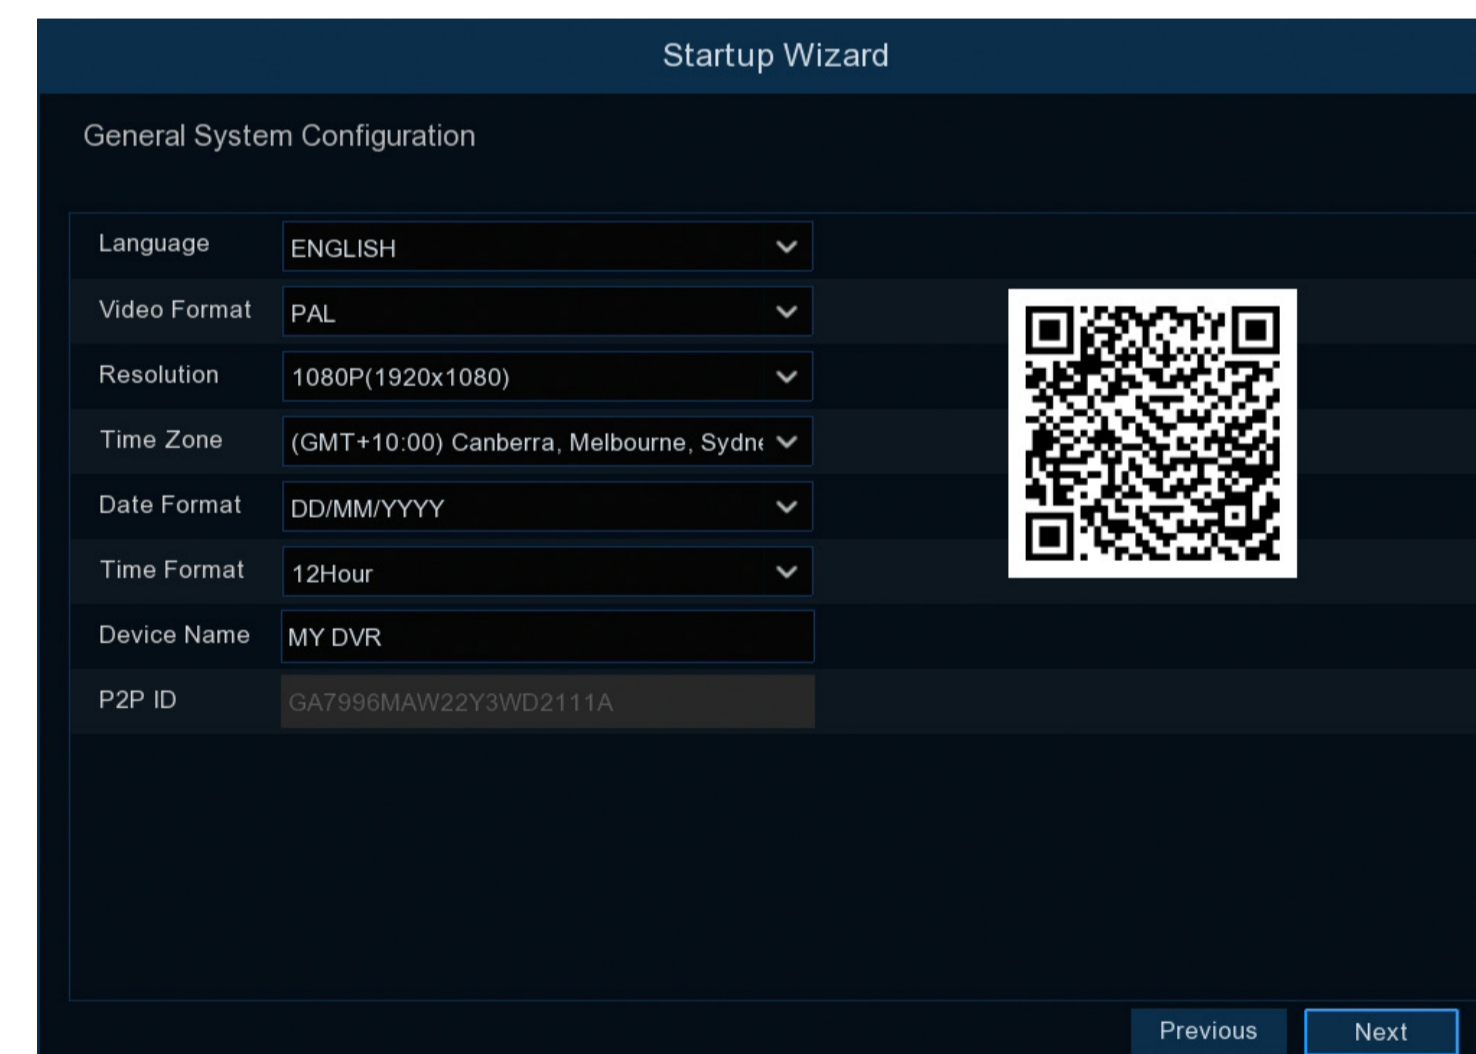 Startup Wizard
General System Configuration
Language ENGLISH
Video Format PAL
Resolution 1080P(1920x1080)
Time Zone (GMT+10:00) Canberra, Melbourne, Sydne
Date Format DD/MM/YYYY
Time Format 12Hour
Device Name MY DVR
P2P ID GA7996MAW22Y3WD2111A
Previous Next